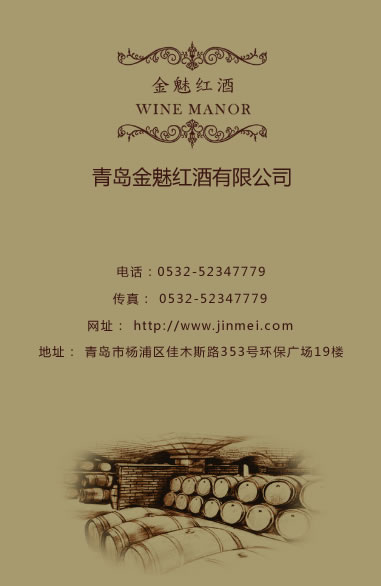 金魅红酒
WINE MANOR
青岛金魅红酒有限公司
电话：0532-52347779
传真： 0532-52347779
网址： http://www.jinmei.com
地址： 青岛市杨浦区佳木斯路353号环保广场19楼